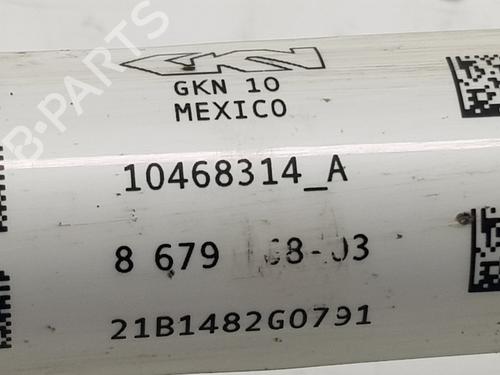 GKN
GKN 10
MEXICO
10468314_A
8 679
21B1482G0791
B-PARTS